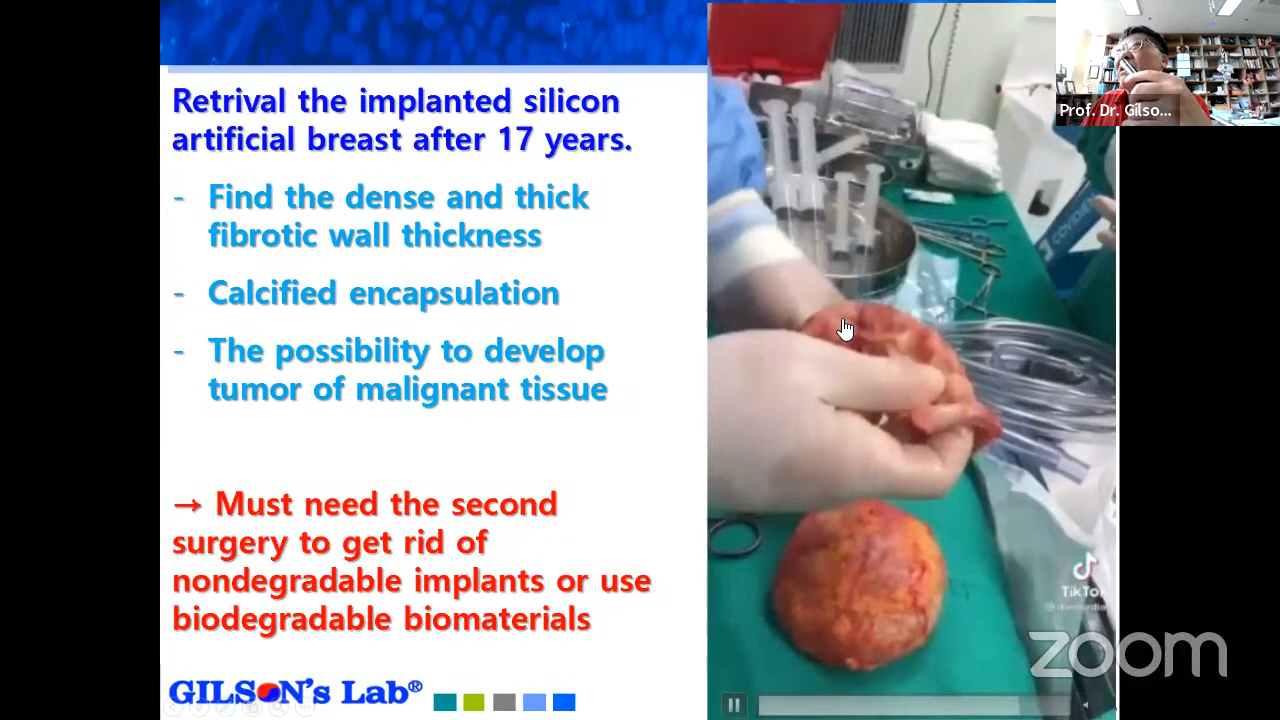 Retrival the implanted silicon
artificial breast after 17 years.
- Find the dense and thick
fibrotic wall thickness
- Calcified encapsulation
- The possibility to develop
tumor of malignant tissue
→ Must need the second
surgery to get rid of
nondegradable implants or use
biodegradable biomaterials
GILSON's Lab®
Prof. Dr. Gilso...
COVIDIEN
TikTo
zoom